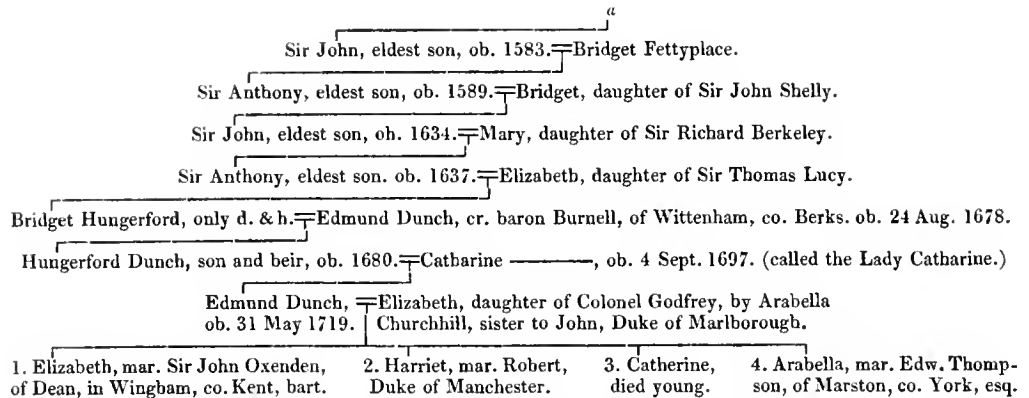 a
Sir John, eldest son, ob. 1583.=Bridget Fettyplace.
Sir Anthony, eldest son, ob. 1589.=Bridget, daughter of Sir John Shelly.
Sir John, eldest son, oh. 1634.=Mary, daughter of Sir Richard Berkeley.
Sir Anthony, eldest son. ob. 1637.=Elizabeth, daughter of Sir Thomas Lucy.
Bridget Hungerford, only d. & h.=Edmund Dunch, cr. baron Burnell, of Wittenham, co. Berks. ob. 24 Aug. 1678.
Hungerford Dunch, son and heir, ob. 1680.=Catharine ———, ob. 4 Sept. 1697. (called the Lady Catharine.)
Edmund Dunch, =Elizabeth, daughter of Colonel Godfrey, by Arabella
ob. 31 May 1719. Churchhill, sister to John, Duke of Marlborough.
1. Elizabeth, mar. Sir John Oxenden, 2. Harriet, mar. Robert, 3. Catherine, 4. Arabella, mar. Edw. Thomp-
of Dean, in Wingham, co. Kent, bart. Duke of Manchester. died young. son, of Marston, co. York, esq.